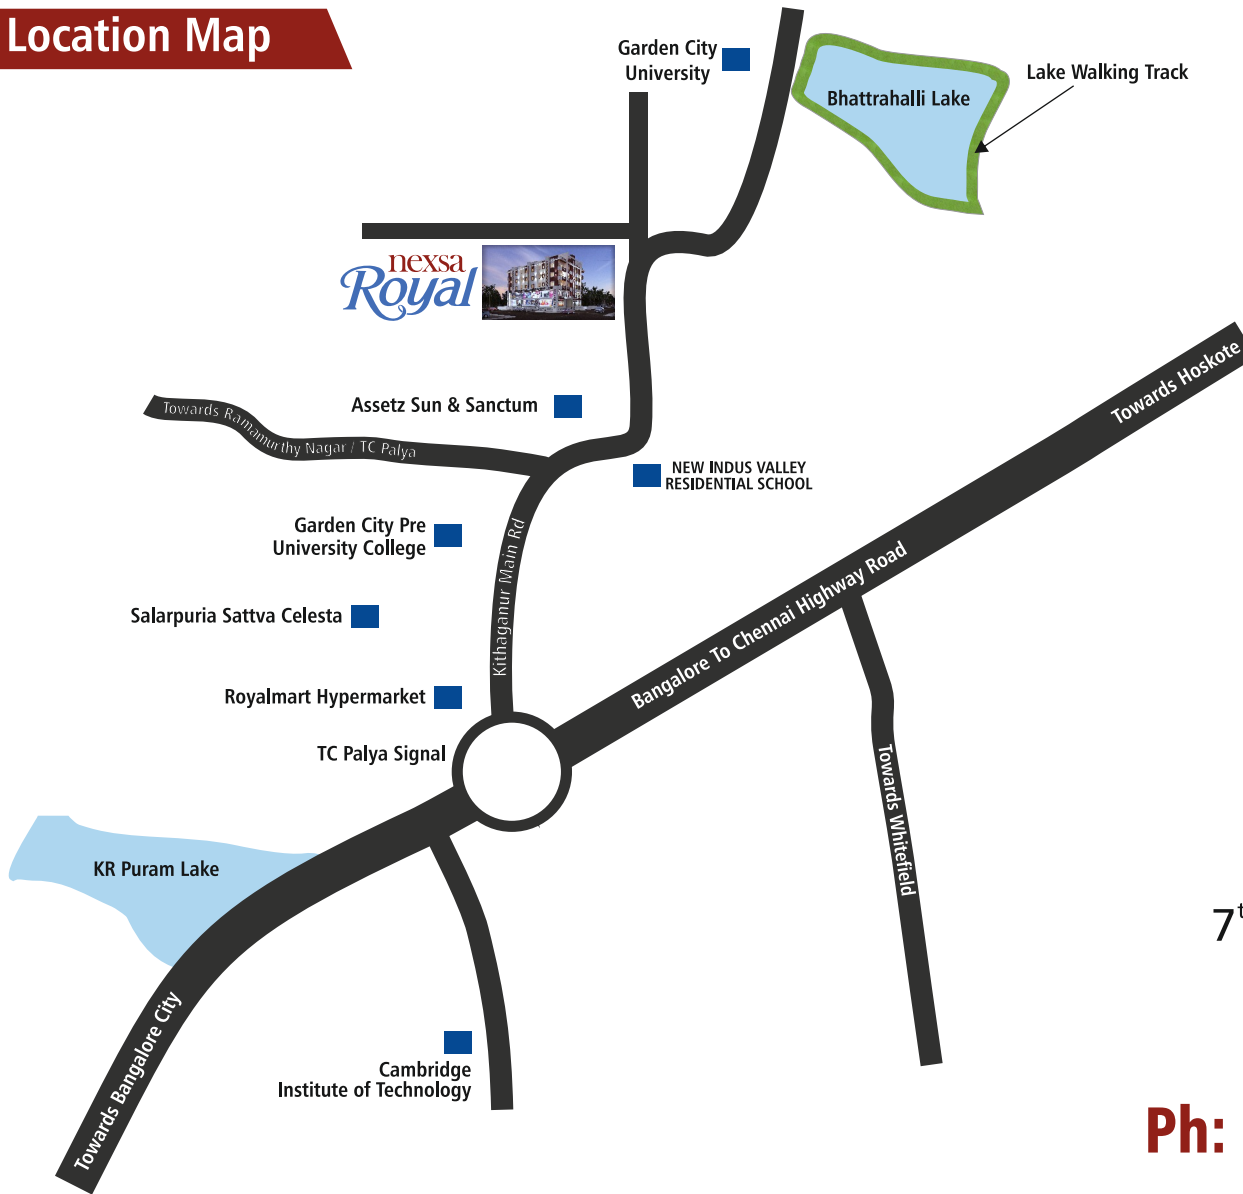 Location Map
Garden City
University
Bhattrahalli Lake
Lake Walking Track
nexsa
Royal
Towards Hoskote
Assetz Sun & Sanctum
Towards Ramamurthy Nagar / TC Palya
NEW INDUS VALLEY
RESIDENTIAL SCHOOL
Garden City Pre
University College
Kithaganur Main Rd
Bangalore To Chennai Highway Road
Salarpuria Sattva Celesta
Royalmart Hypermarket
TC Palya Signal
Towards Whitefield
KR Puram Lake
7t
Towards Bangalore City
Cambridge
Institute of Technology
Ph: